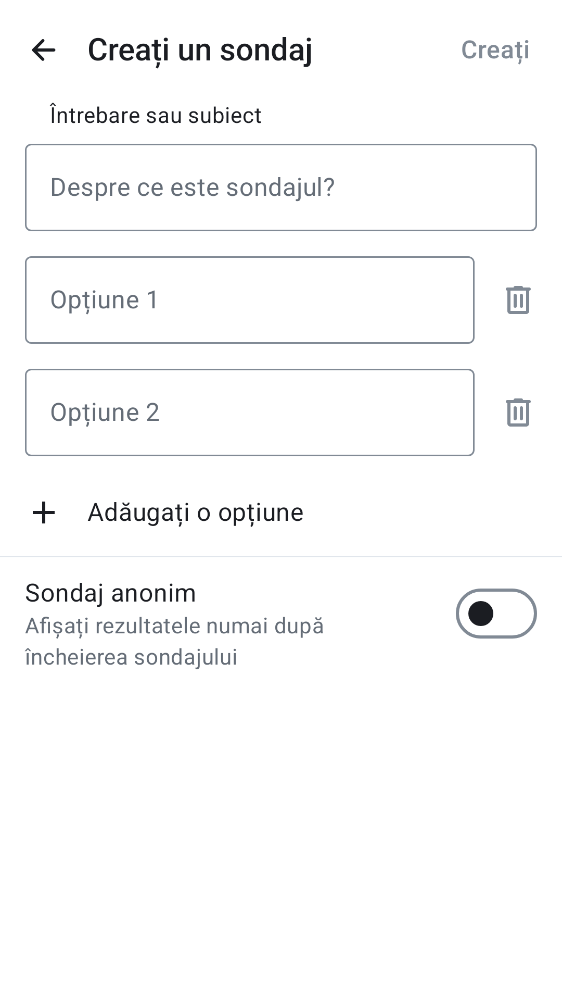 Creați un sondaj
Creați
Întrebare sau subiect
Despre ce este sondajul?
Opțiune 1
Opțiune 2
Adăugați o opțiune
Sondaj anonim
Afișați rezultatele numai după
încheierea sondajului